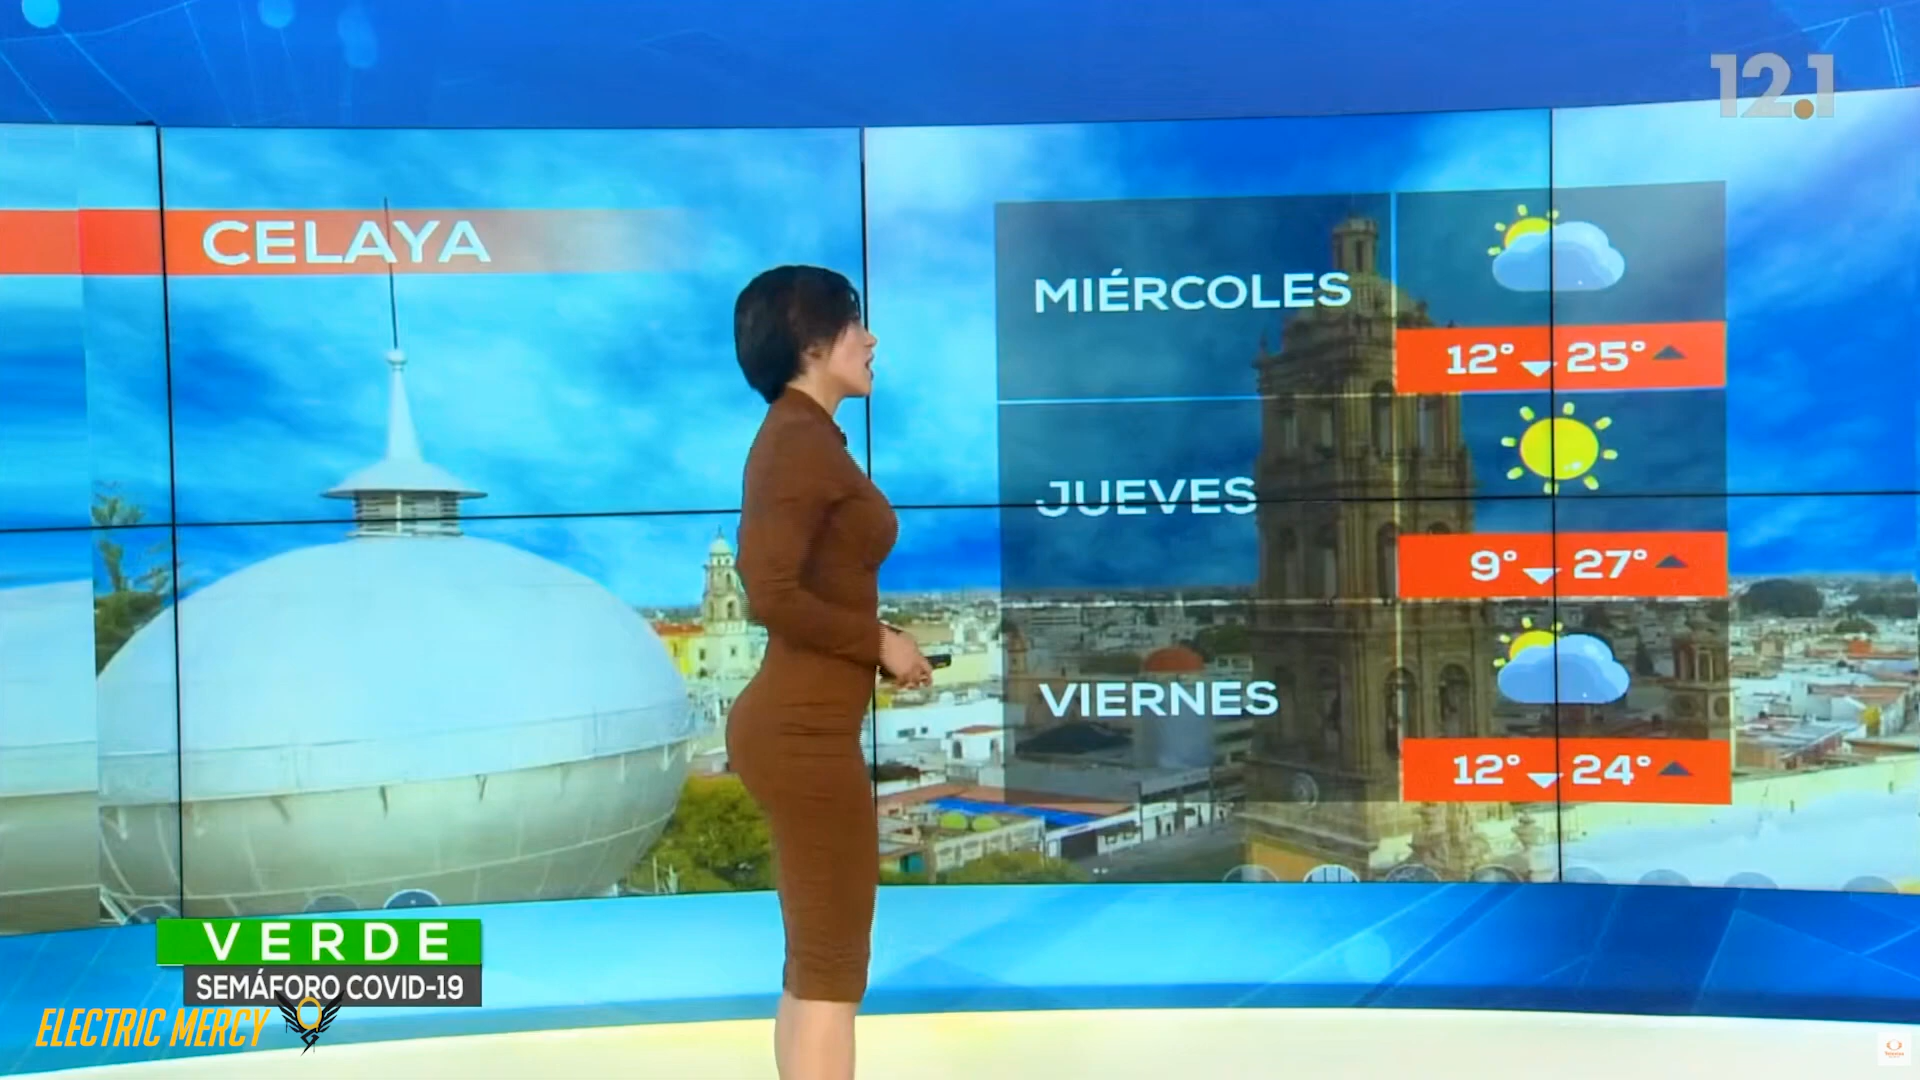 12.1
CELAYA
MIÉRCOLES
12° 25°
JUEVES
9° 27°
VIERNES
12° 24°
VERDE
SEMÁFORO COVID-19
ELECTRIC MERCY